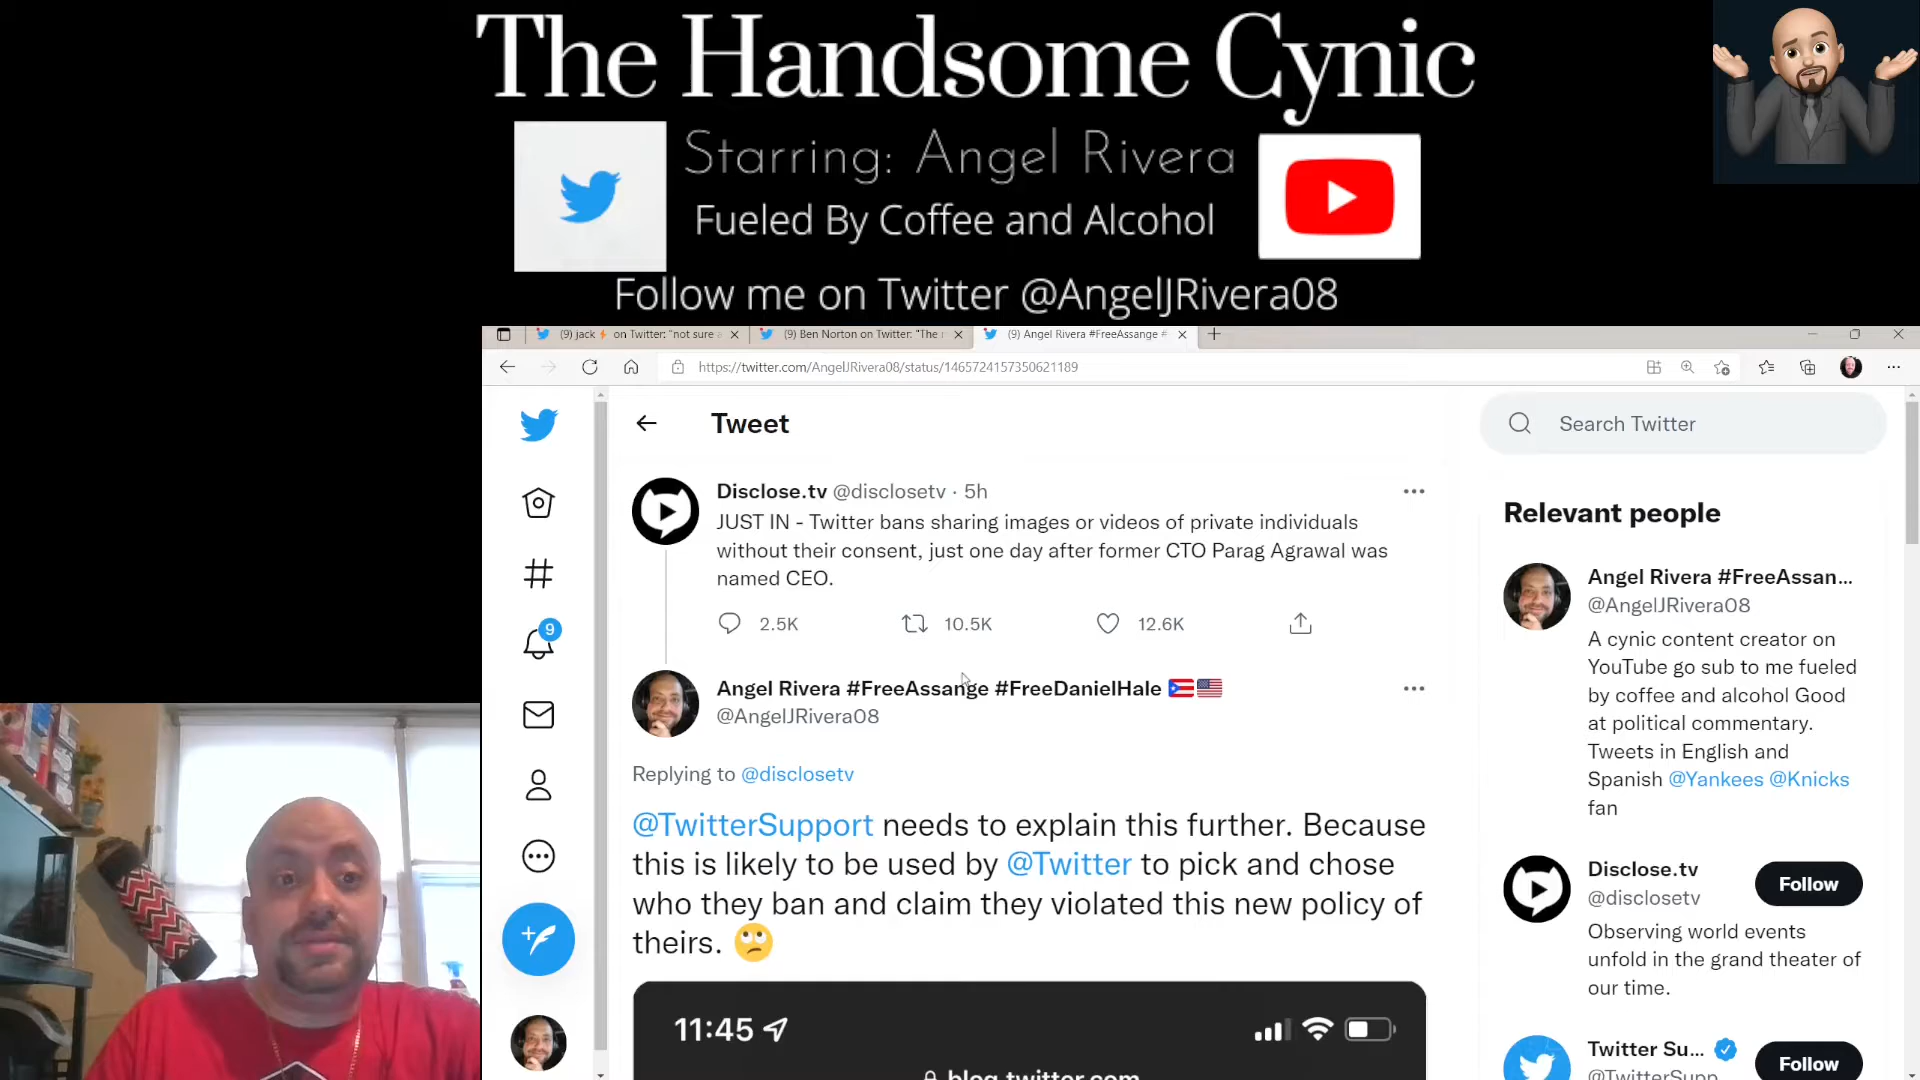 The Handsome Cynic
Starring: Angel Rivera
Fueled By Coffee and Alcohol
Follow me on Twitter @AngelJRivera08
(9) jack⚡ on Twitter: "not sure
(9) Ben Norton on Twitter: "The
(9) Angel Rivera #FreeAssange #
https://twitter.com/AngelJRivera08/status/1465724157350621189
Tweet
Search Twitter
Disclose.tv @disclosetv · 5h
JUST IN - Twitter bans sharing images or videos of private individuals
without their consent, just one day after former CTO Parag Agrawal was
named CEO.
2.5K 10.5K 12.6K
9
Angel Rivera #FreeAssange #FreeDanielHale 🇵🇷🇺🇸
@AngelJRivera08
Replying to @disclosetv
@TwitterSupport needs to explain this further. Because
this is likely to be used by @Twitter to pick and chose
who they ban and claim they violated this new policy of
theirs. 🙄
11:45
blog.twitter.com
Relevant people
Angel Rivera #FreeAssan...
@AngelJRivera08
A cynic content creator on
YouTube go sub to me fueled
by coffee and alcohol Good
at political commentary.
Tweets in English and
Spanish @Yankees @Knicks
fan
Disclose.tv
@disclosetv
Follow
Observing world events
unfold in the grand theater of
our time.
Twitter Su...
@TwitterSupp
Follow